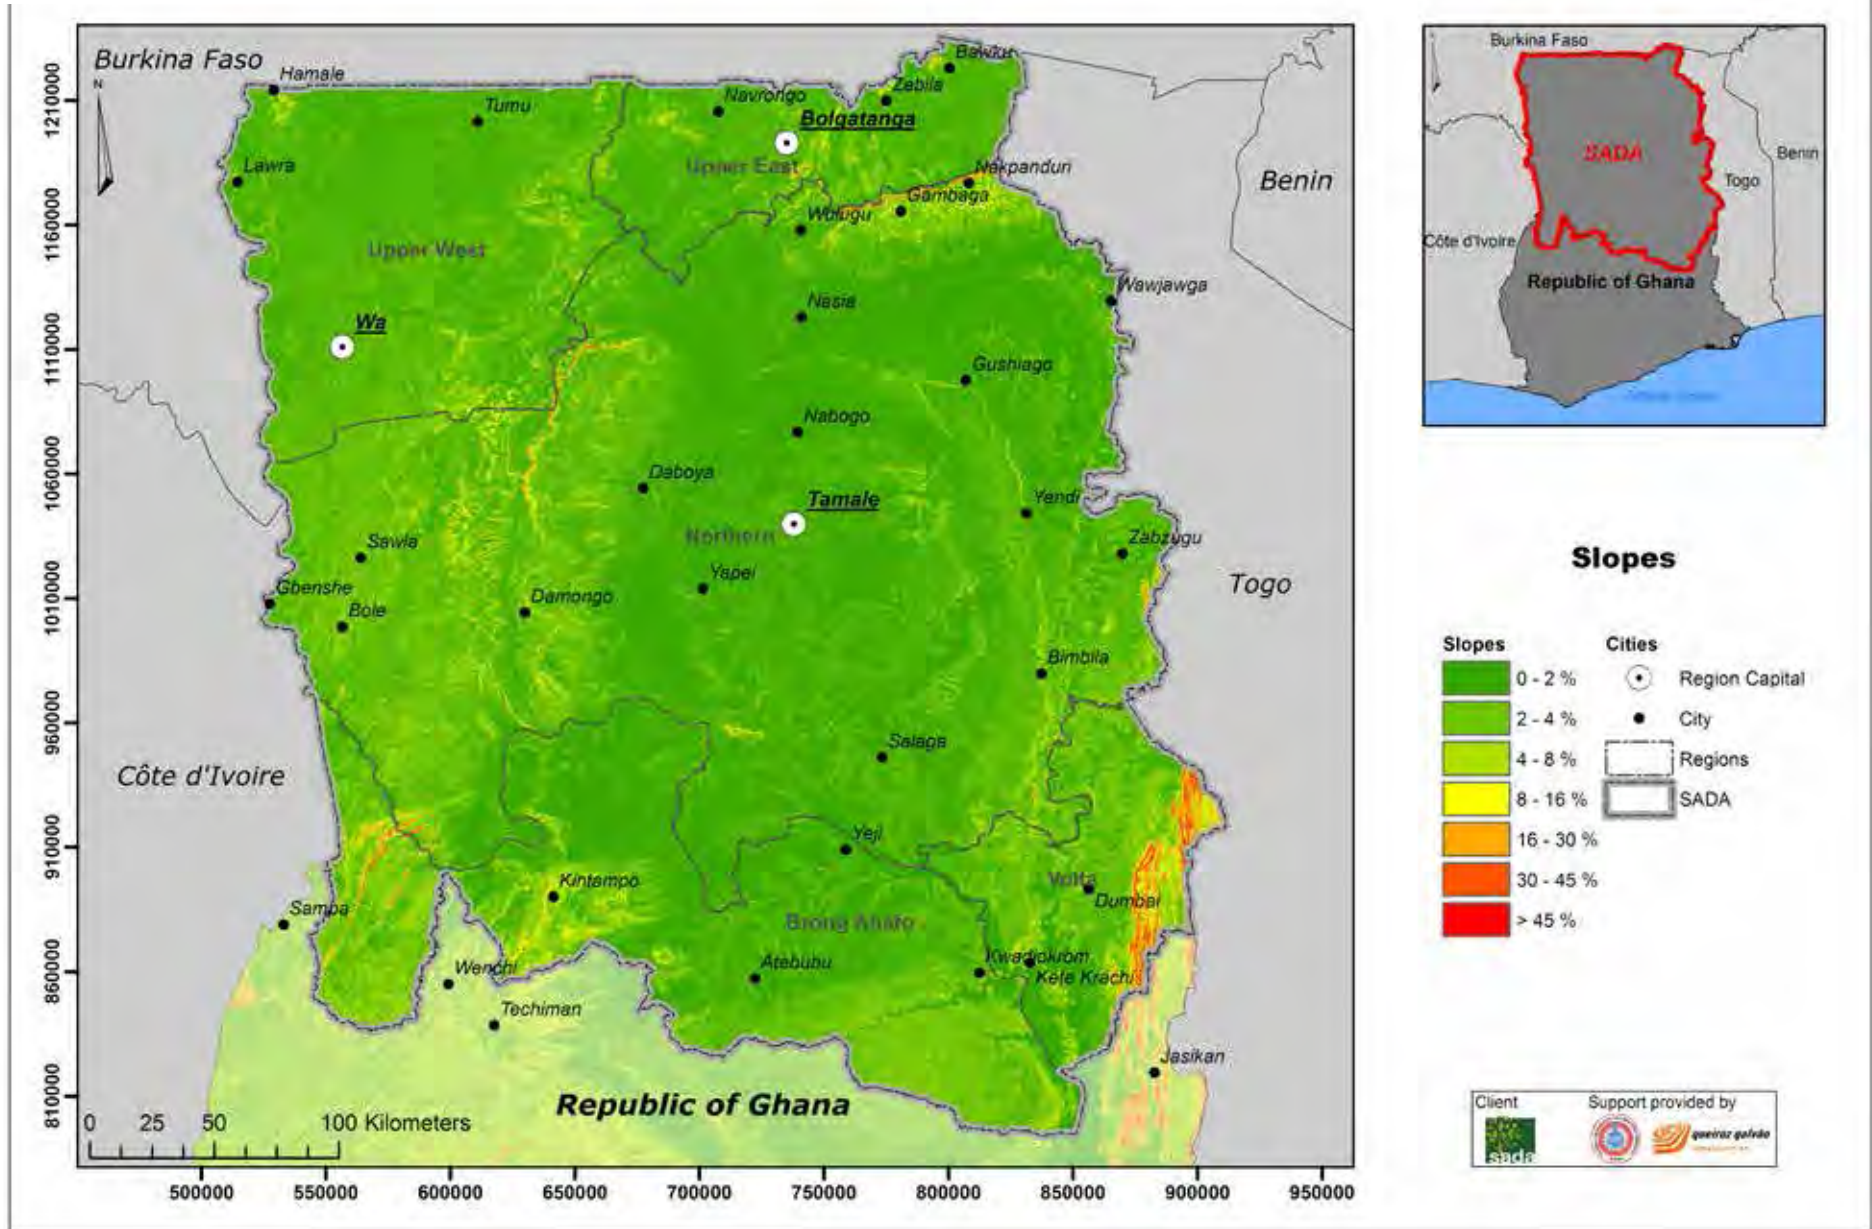 Burkina Faso
N
Hamale
Tumu
Navrongo
Bawku
Zebila
Bolgatanga
Upper East
Lawra
Nakpanduri
Gambaga
Benin
Wulugu
Upper West
Wawjawga
Nasia
Wa
Gushiago
Nabogo
Daboya
Tamale
Yendi
Northern
Zabzugu
Sawla
Yapei
Togo
Gbenshe
Bole
Damongo
Bimbila
Salaga
Côte d'Ivoire
Yeji
Kintampo
Volta
Dumbai
Sampa
Brong Ahafo
Wenchi
Atebubu
Kwadjokrom
Kete Krachi
Techiman
Jasikan
Republic of Ghana
0 25 50 100 Kilometers
1210000
1160000
1110000
1060000
1010000
960000
910000
860000
810000
500000 550000 600000 650000 700000 750000 800000 850000 900000 950000
Burkina Faso
SADA
Benin
Togo
Côte d'Ivoire
Republic of Ghana
Slopes
Slopes Cities
0 - 2 % Region Capital
2 - 4 % City
4 - 8 % Regions
8 - 16 % SADA
16 - 30 %
30 - 45 %
> 45 %
Client Support provided by
sada
queiroz galvão